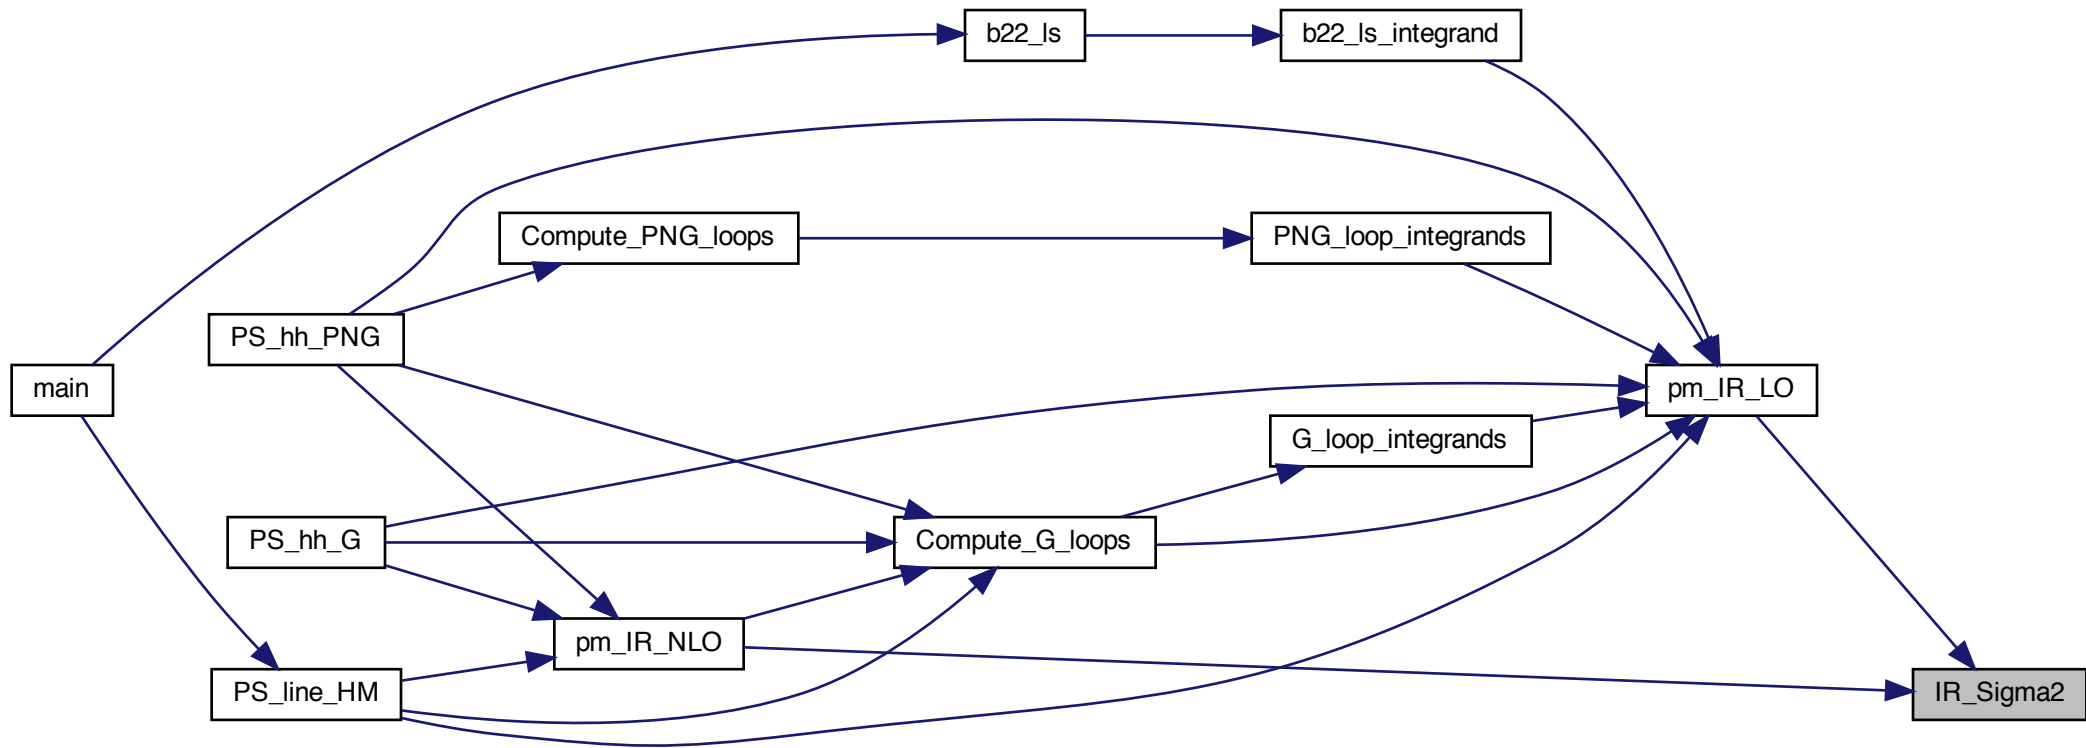 b22_ls
b22_ls_integrand
Compute_PNG_loops
PNG_loop_integrands
PS_hh_PNG
main
pm_IR_LO
G_loop_integrands
PS_hh_G
Compute_G_loops
pm_IR_NLO
PS_line_HM
IR_Sigma2